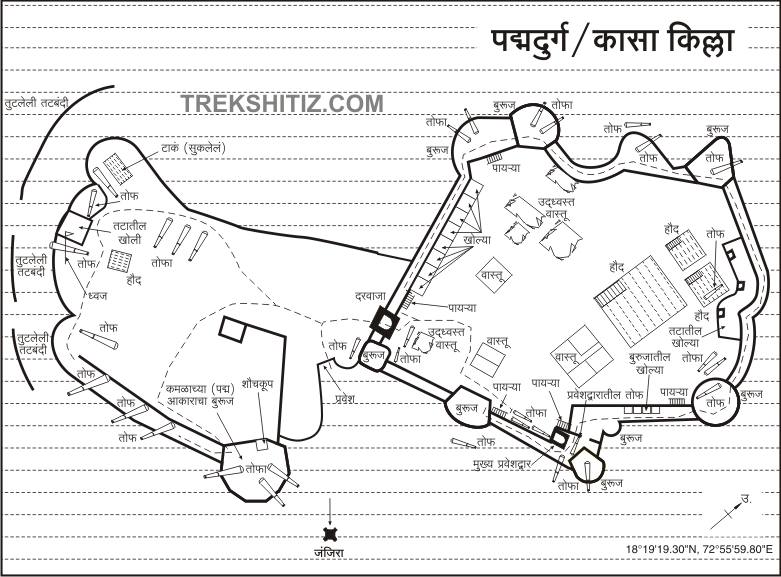 पद्मदुर्ग/कासा किल्ला
TREKSHITIZ.COM
तुटलेली तटबंदी
टाकं (सुकलेलं)
तोफ
तटातील
खोली
तोफ
हौद
तोफा
ध्वज
तुटलेली
तटबंदी
तुटलेली
तटबंदी
तोफ
तोफ
तोफ
तोफ
कमळाच्या (पद्म)
आकाराचा बुरूज
शौचकूप
तोफा
प्रवेश
तोफ
दरवाजा
बुरूज
तोफा
पायऱ्या
उद्ध्वस्त
वास्तू
खोल्या
तोफा
बुरूज
बुरूज
तोफा
पायऱ्या
उद्ध्वस्त
वास्तू
तोफ
तोफ
बुरूज
तोफ
वास्तू
हौद
हौद
तोफ
हौद
तटातील
खोल्या
वास्तू
वास्तू
बुरुजातील
खोल्या
तोफा
पायऱ्या
पायऱ्या
प्रवेशद्वारातील
तोफ
पायऱ्या
तोफ
बुरूज
बुरूज
तोफा
तोफ
मुख्य प्रवेशद्वार
बुरूज
तोफा
बुरूज
उ.
जंजिरा
18°19'19.30"N, 72°55'59.80"E